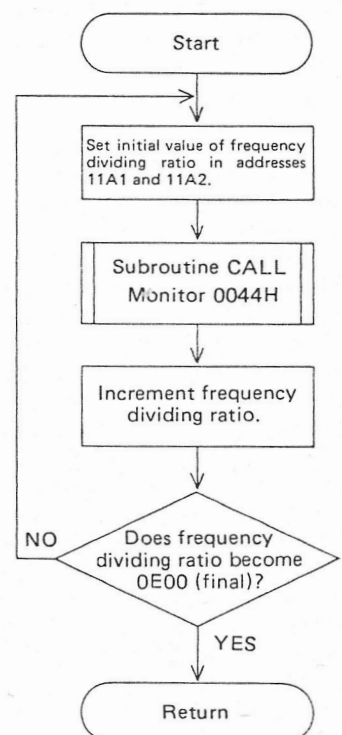 Start
Set initial value of frequency
dividing ratio in addresses
11A1 and 11A2.
Subroutine CALL
Monitor 0044H
Increment frequency
dividing ratio.
Does frequency
dividing ratio become
0E00 (final)?
NO
YES
Return